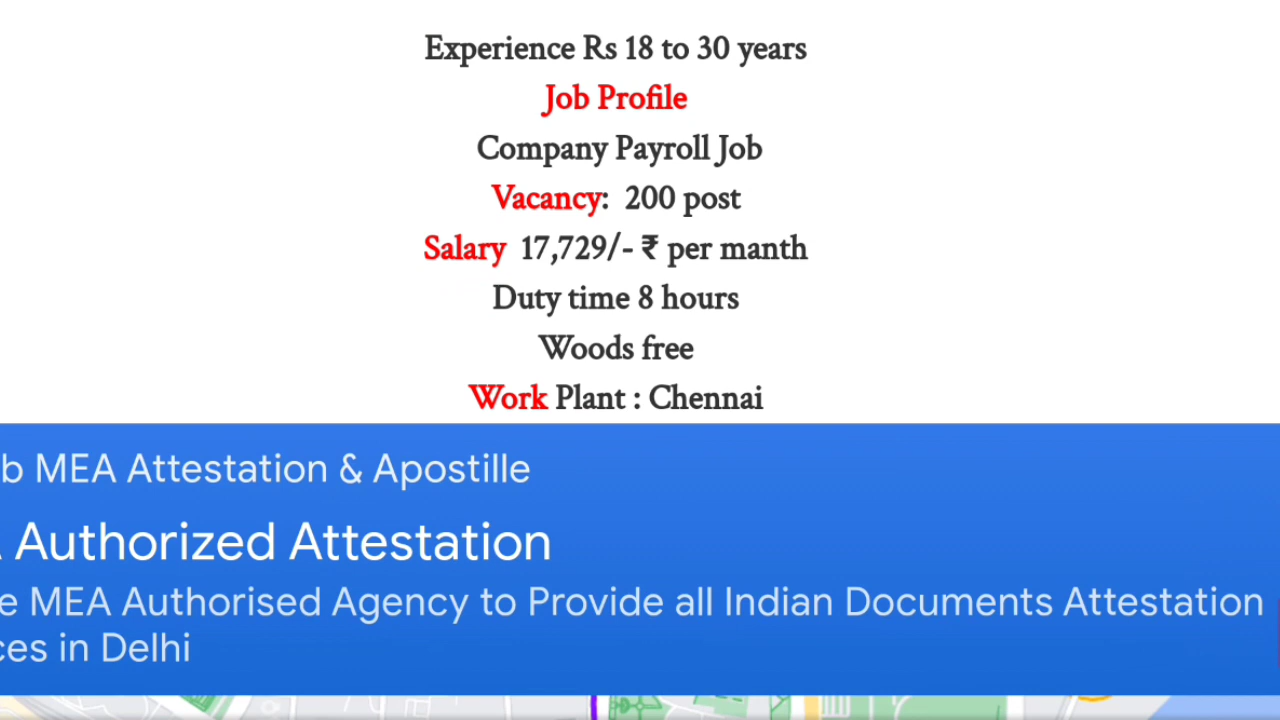 Experience Rs 18 to 30 years
Job Profile
Company Payroll Job
Vacancy: 200 post
Salary 17,729/- ₹ per manth
Duty time 8 hours
Woods free
Work Plant : Chennai
b MEA Attestation & Apostille
Authorized Attestation
e MEA Authorised Agency to Provide all Indian Documents Attestation
ces in Delhi